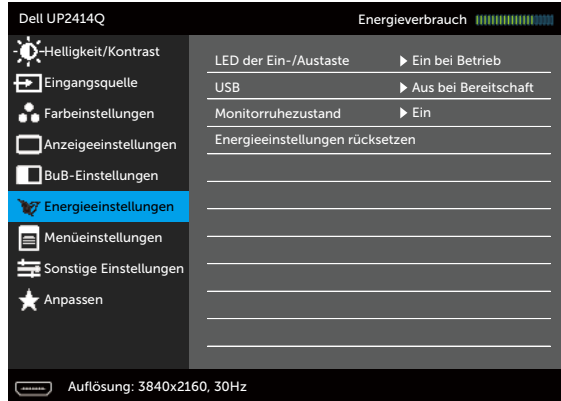 Dell UP2414Q Energieverbrauch
Helligkeit/Kontrast
Eingangsquelle
Farbeinstellungen
Anzeigeeinstellungen
BuB-Einstellungen
Energieeinstellungen
Menüeinstellungen
Sonstige Einstellungen
Anpassen
LED der Ein-/Austaste Ein bei Betrieb
USB Aus bei Bereitschaft
Monitorruhezustand Ein
Energieeinstellungen rücksetzen
Auflösung: 3840x2160, 30Hz